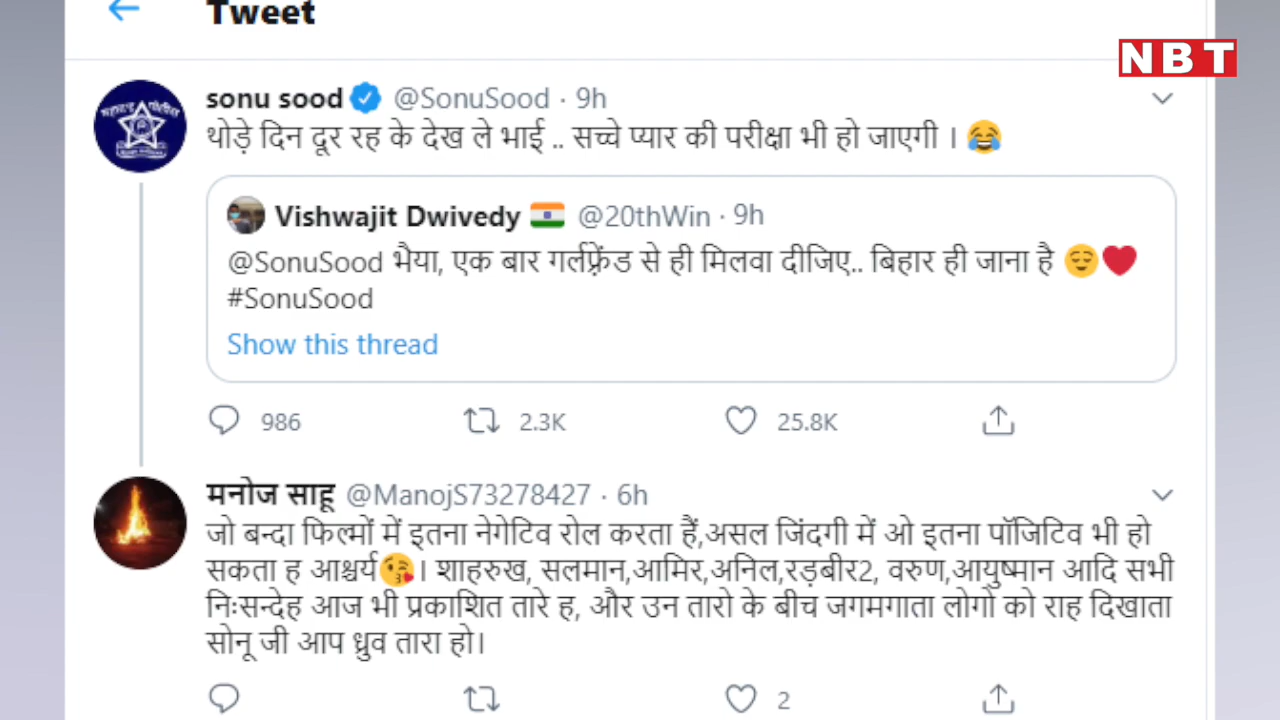 Tweet
NBT
sonu sood @SonuSood · 9h
थोड़े दिन दूर रह के देख ले भाई .. सच्चे प्यार की परीक्षा भी हो जाएगी । 😂
Vishwajit Dwivedy 🇮🇳 @20thWin · 9h
@SonuSood भैया, एक बार गर्लफ़्रेंड से ही मिलवा दीजिए.. बिहार ही जाना है 😌❤️
#SonuSood
Show this thread
986 2.3K 25.8K
मनोज साहू @ManojS73278427 · 6h
जो बन्दा फिल्मों में इतना नेगेटिव रोल करता हैं,असल जिंदगी में ओ इतना पॉजिटिव भी हो
सकता ह आश्चर्य😘। शाहरुख, सलमान,आमिर,अनिल,रड़बीर2, वरुण,आयुष्मान आदि सभी
निःसन्देह आज भी प्रकाशित तारे ह, और उन तारो के बीच जगमगाता लोगो को राह दिखाता
सोनू जी आप ध्रुव तारा हो।
2